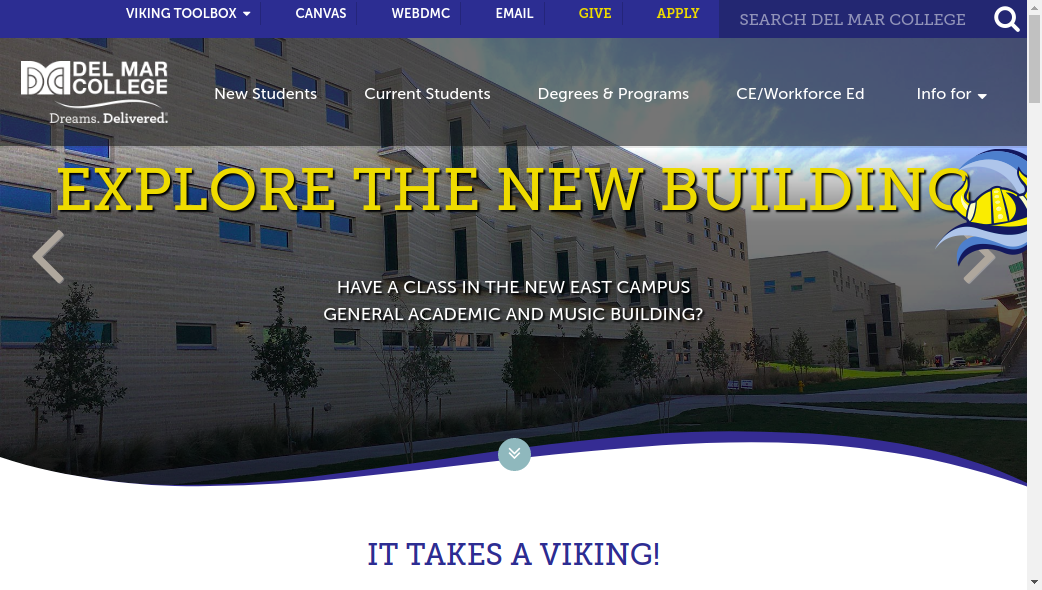 VIKING TOOLBOX
CANVAS
WEBDMC
EMAIL
GIVE
APPLY
SEARCH DEL MAR COLLEGE
DEL MAR
COLLEGE
Dreams. Delivered.
New Students
Current Students
Degrees & Programs
CE/Workforce Ed
Info for
EXPLORE THE NEW BUILDING
HAVE A CLASS IN THE NEW EAST CAMPUS
GENERAL ACADEMIC AND MUSIC BUILDING?
IT TAKES A VIKING!